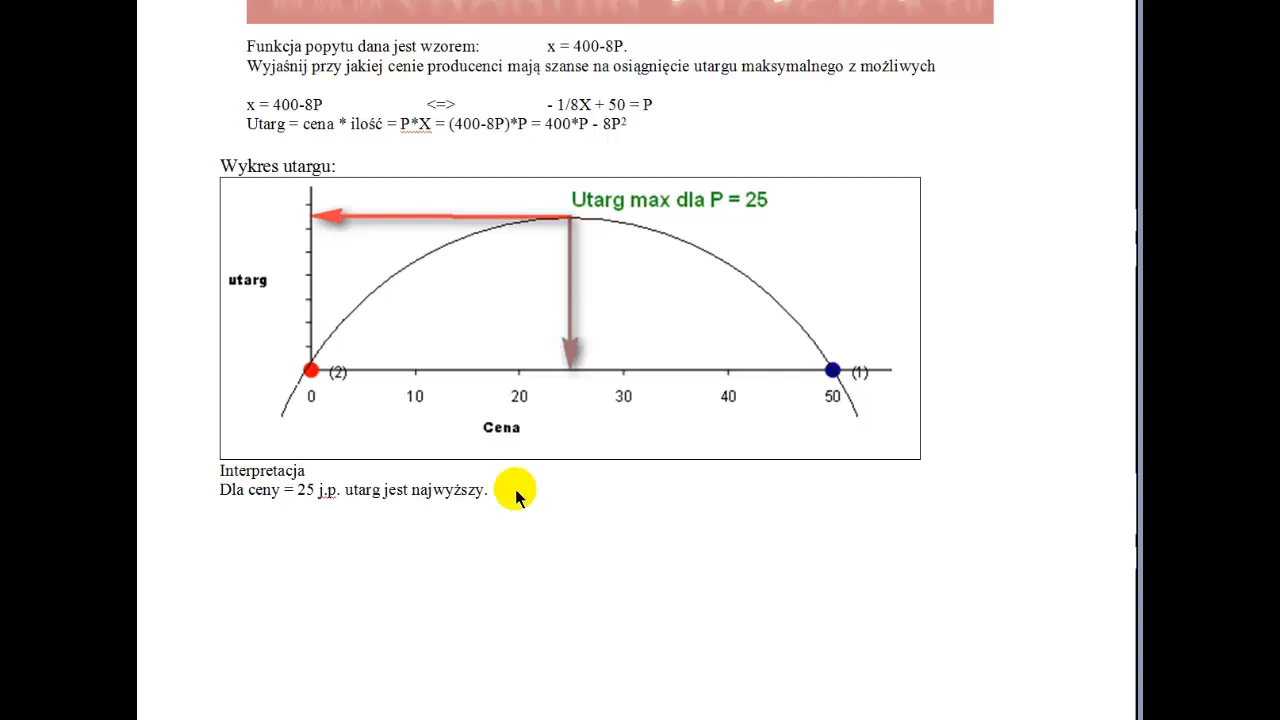 Funkcja popytu dana jest wzorem: x = 400-8P.
Wyjaśnij przy jakiej cenie producenci mają szanse na osiągnięcie utargu maksymalnego z możliwych
x = 400-8P <=> - 1/8X + 50 = P
Utarg = cena * ilość = P*X = (400-8P)*P = 400*P - 8P²
Wykres utargu:
Utarg max dla P = 25
utarg
(2) (1)
0 10 20 30 40 50
Cena
Interpretacja
Dla ceny = 25 j.p. utarg jest najwyższy.